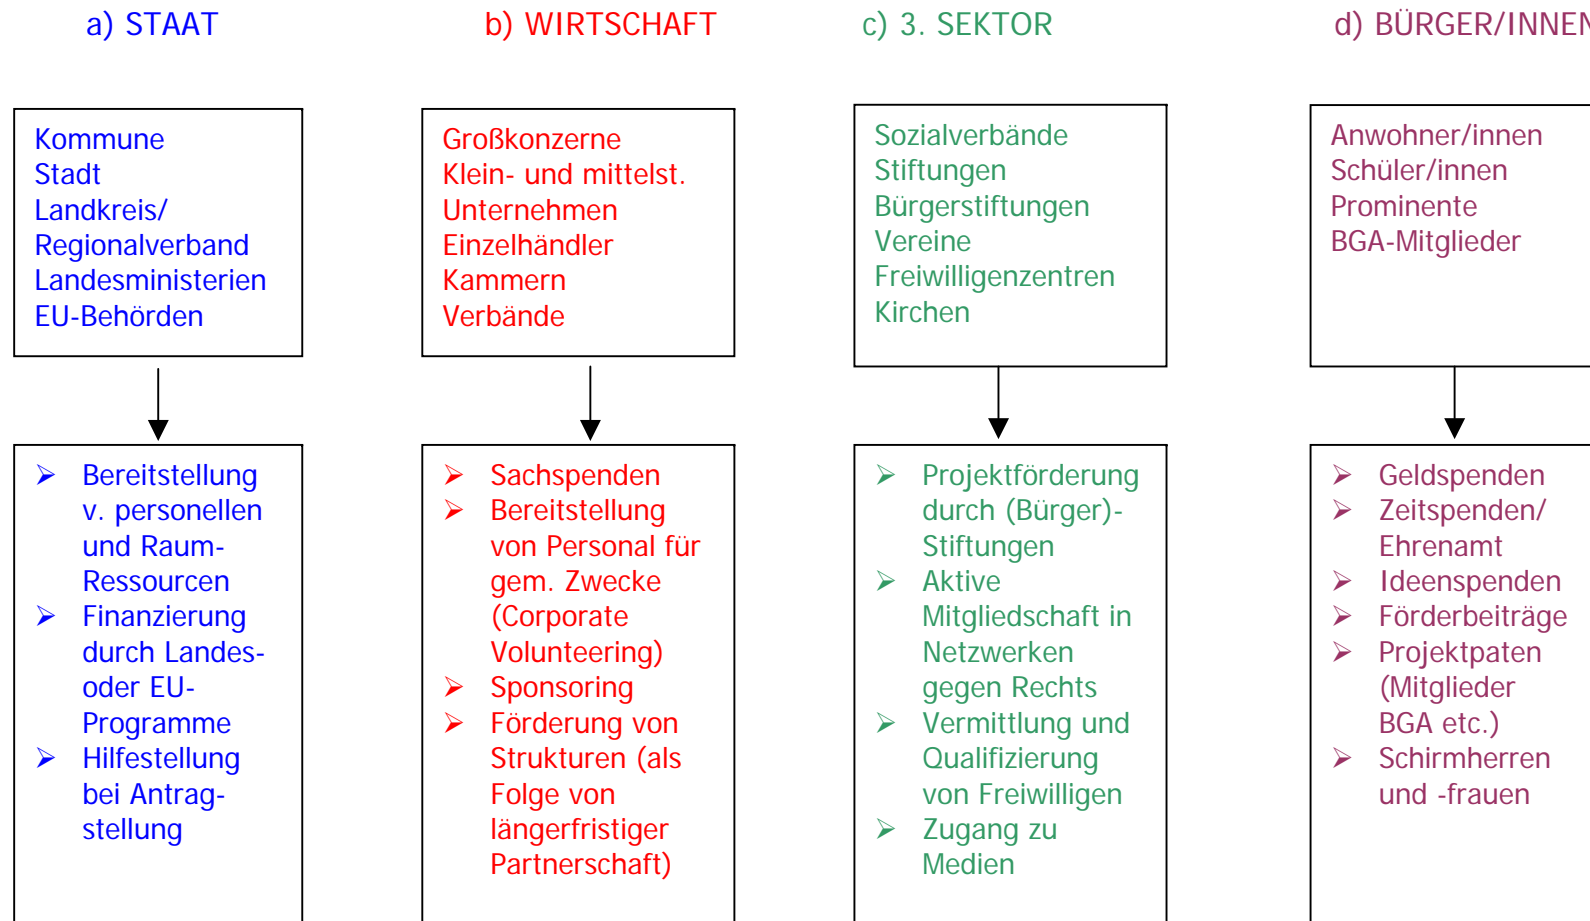 a) STAAT
b) WIRTSCHAFT
c) 3. SEKTOR
d) BÜRGER/INNEN
Kommune
Stadt
Landkreis/
Regionalverband
Landesministerien
EU-Behörden
Großkonzerne
Klein- und mittelst.
Unternehmen
Einzelhändler
Kammern
Verbände
Sozialverbände
Stiftungen
Bürgerstiftungen
Vereine
Freiwilligenzentren
Kirchen
Anwohner/innen
Schüler/innen
Prominente
BGA-Mitglieder
➢ Bereitstellung
v. personellen
und Raum-
Ressourcen
➢ Finanzierung
durch Landes-
oder EU-
Programme
➢ Hilfestellung
bei Antrag-
stellung
➢ Sachspenden
➢ Bereitstellung
von Personal für
gem. Zwecke
(Corporate
Volunteering)
➢ Sponsoring
➢ Förderung von
Strukturen (als
Folge von
längerfristiger
Partnerschaft)
➢ Projektförderung
durch (Bürger)-
Stiftungen
➢ Aktive
Mitgliedschaft in
Netzwerken
gegen Rechts
➢ Vermittlung und
Qualifizierung
von Freiwilligen
➢ Zugang zu
Medien
➢ Geldspenden
➢ Zeitspenden/
Ehrenamt
➢ Ideenspenden
➢ Förderbeiträge
➢ Projektpaten
(Mitglieder
BGA etc.)
➢ Schirmherren
und -frauen